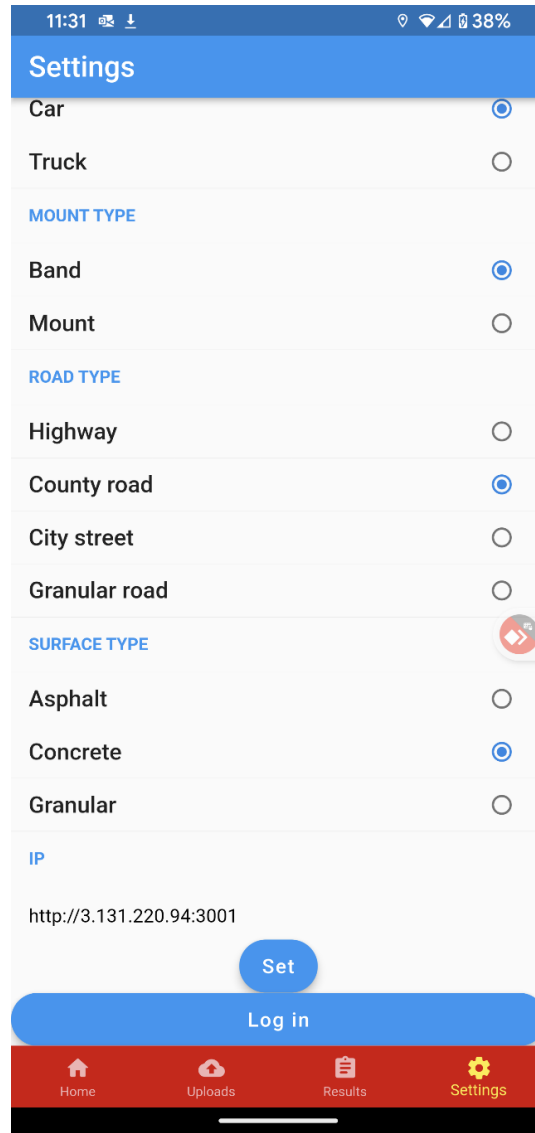 11:31
38%
Settings
Car
Truck
MOUNT TYPE
Band
Mount
ROAD TYPE
Highway
County road
City street
Granular road
SURFACE TYPE
Asphalt
Concrete
Granular
IP
http://3.131.220.94:3001
Set
Log in
Home
Uploads
Results
Settings